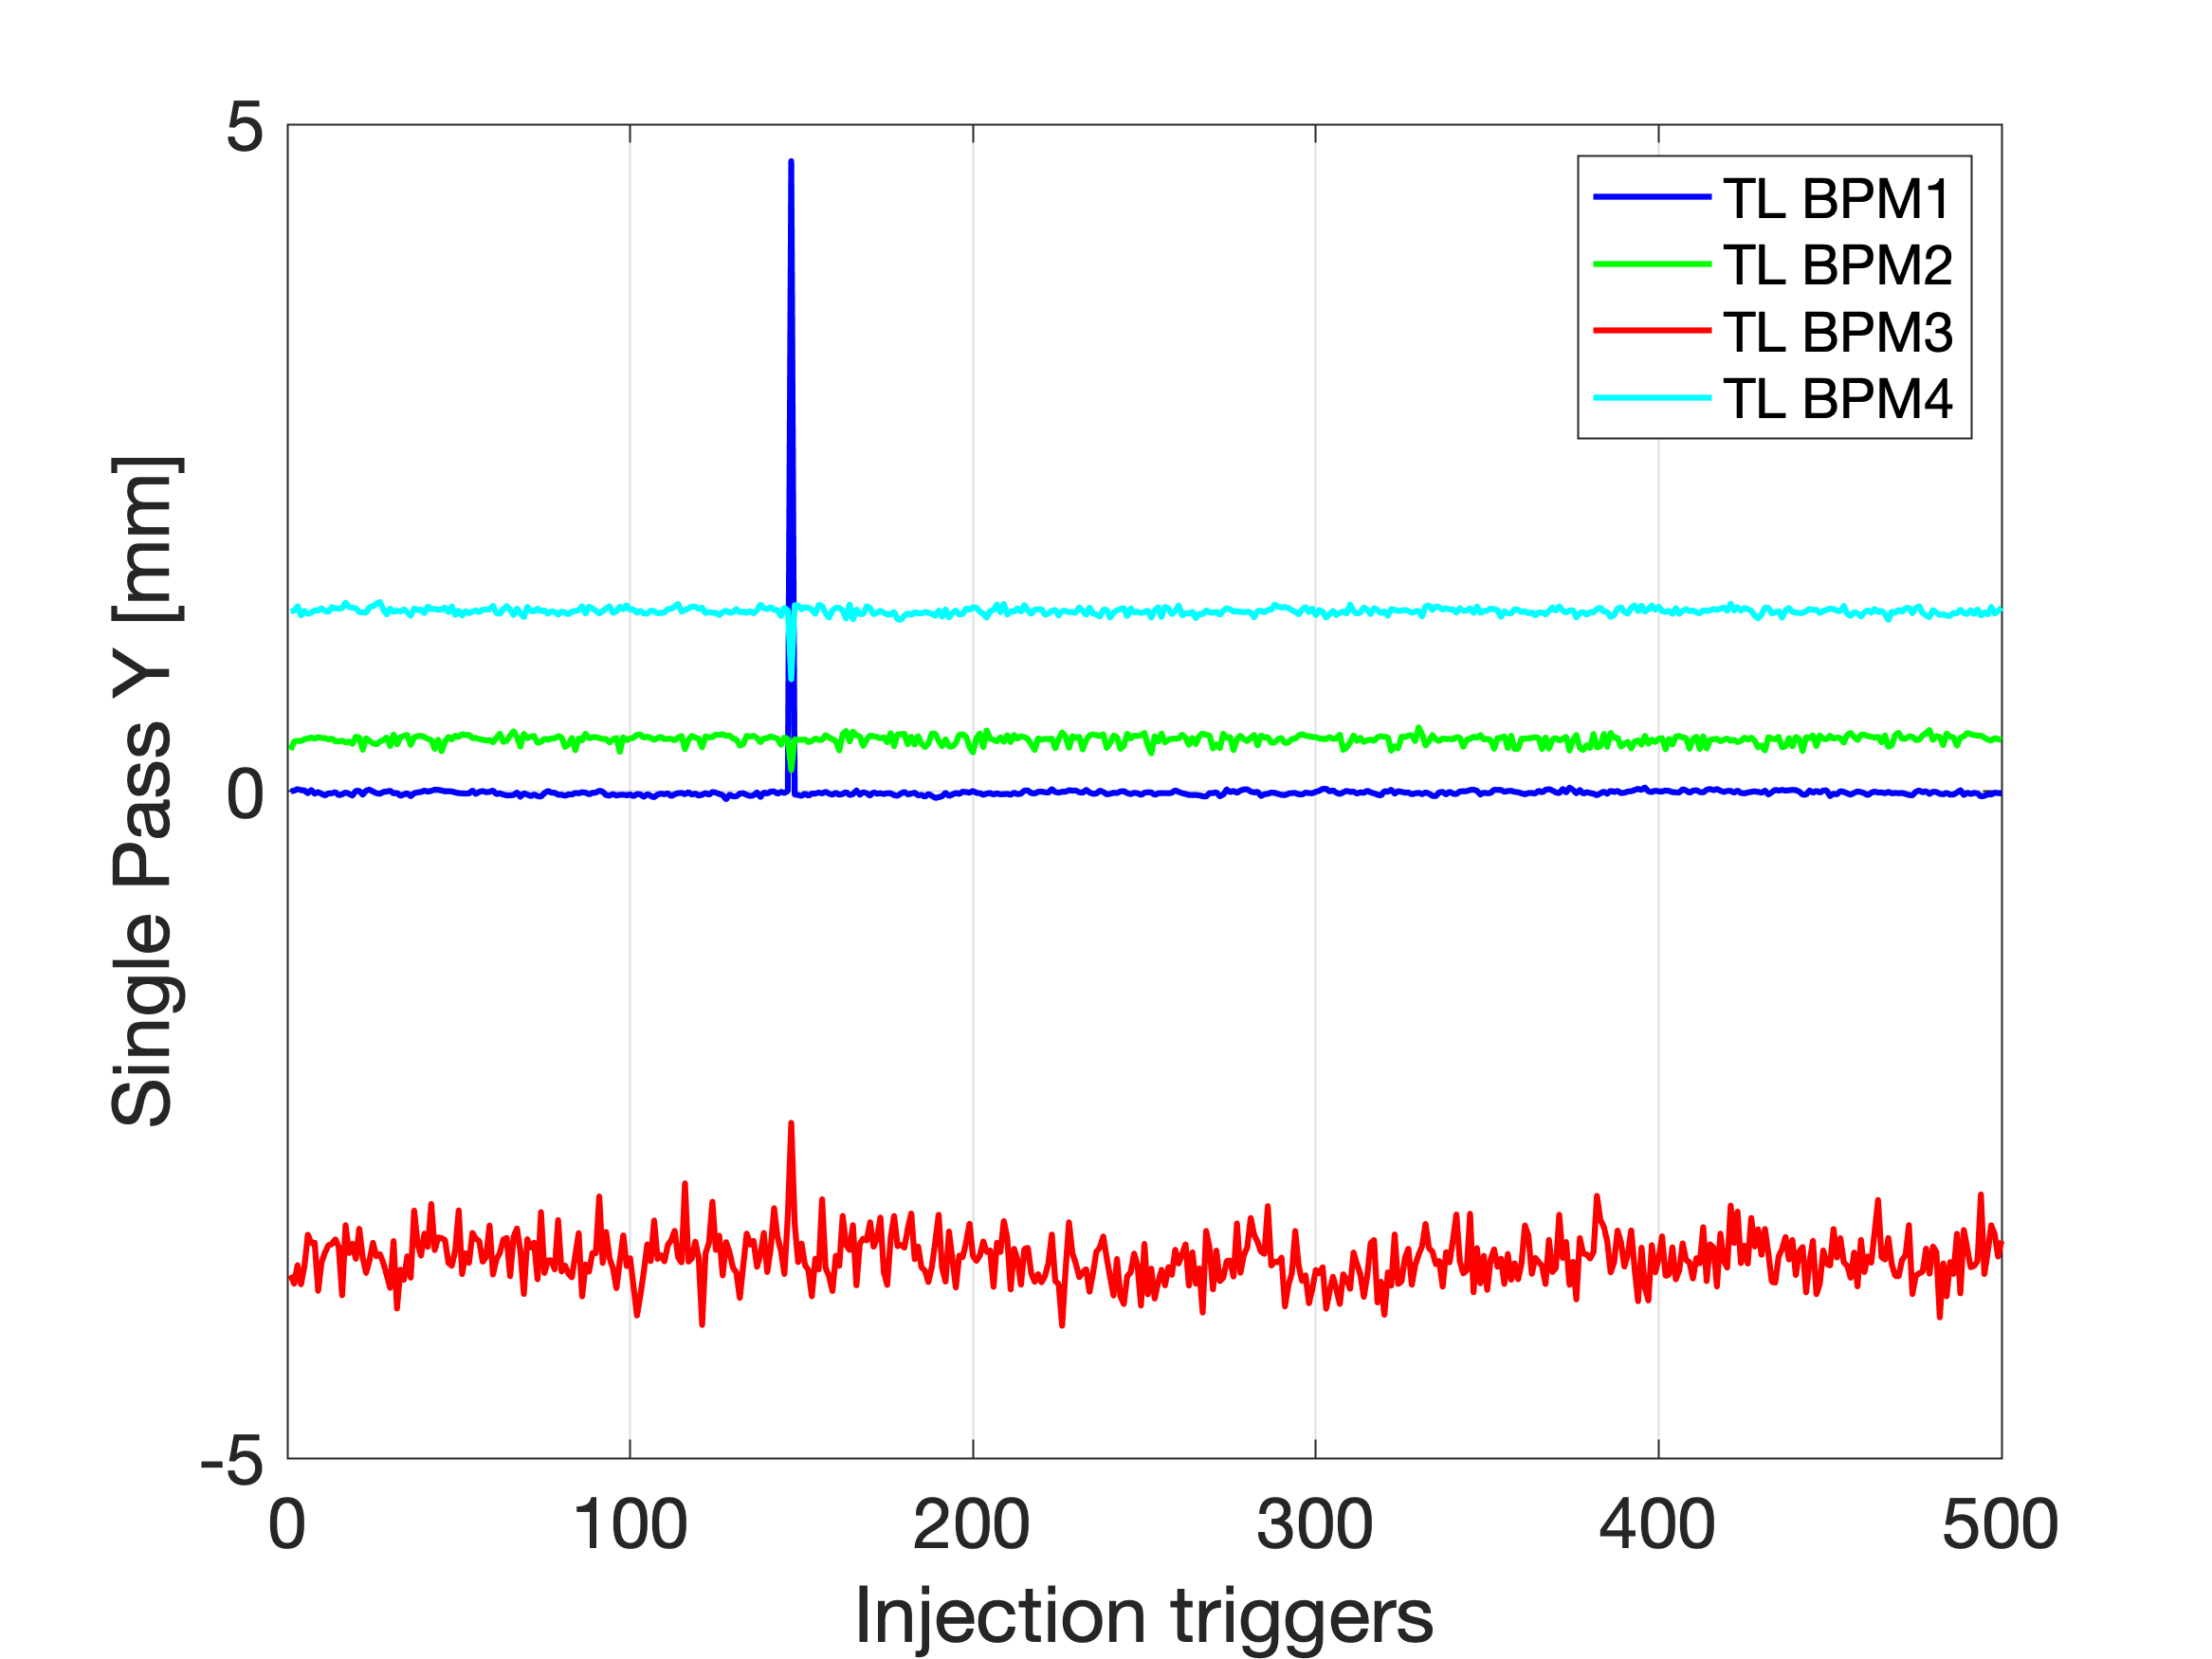 5
0
-5
Single Pass Y [mm]
TL BPM1
TL BPM2
TL BPM3
TL BPM4
0 100 200 300 400 500
Injection triggers